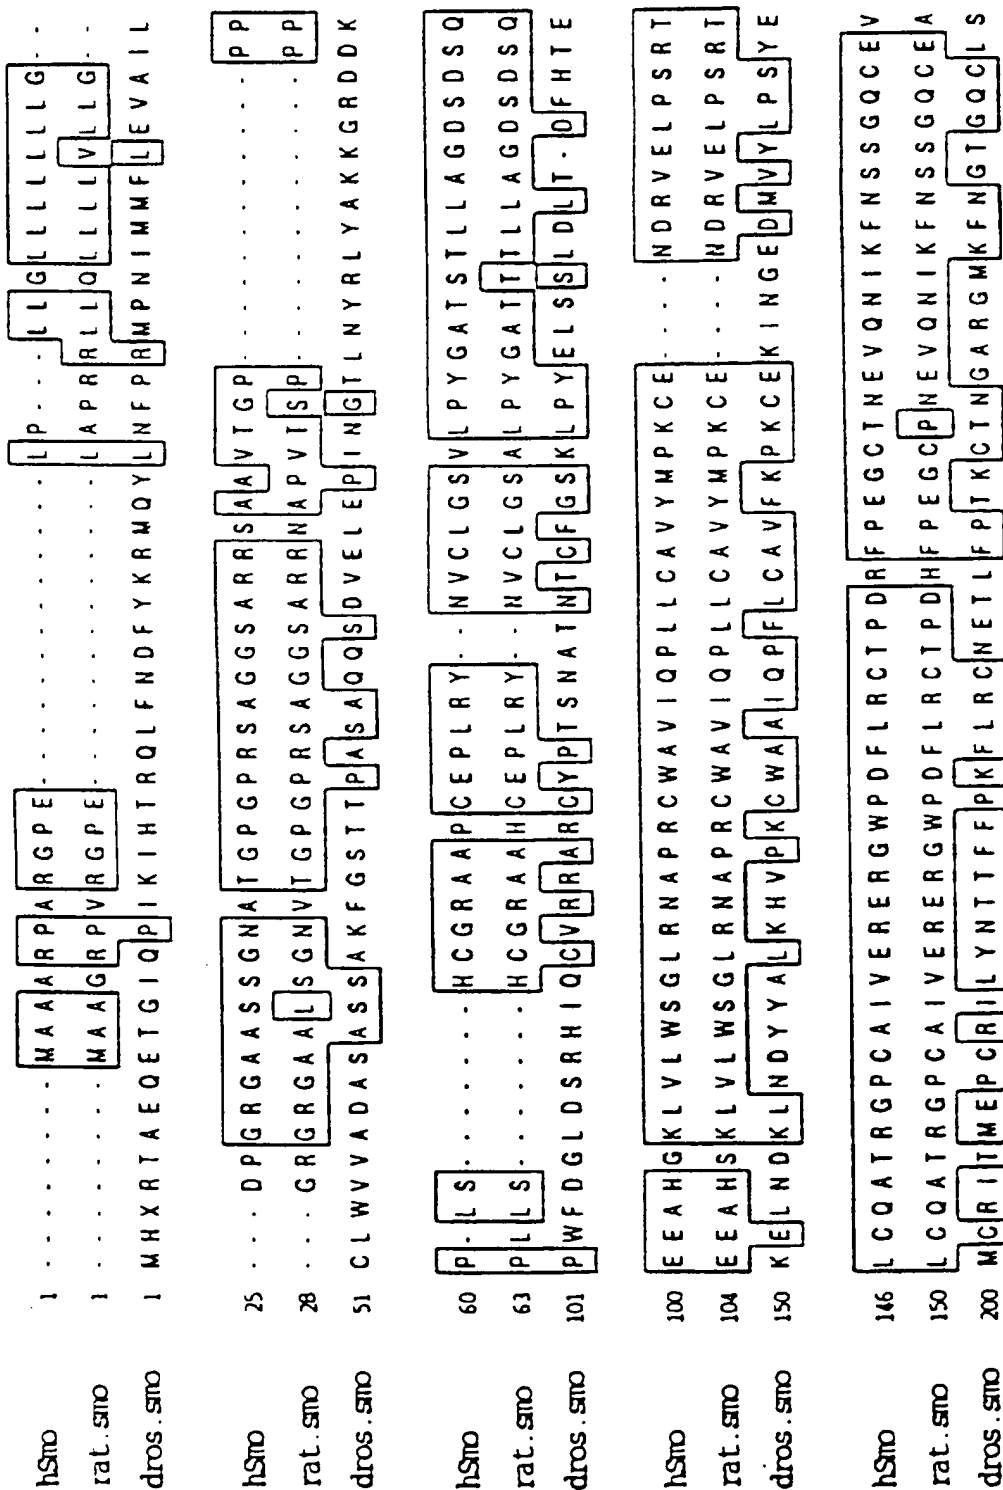 hSmo 1 . . . . . . . . M A A A R P A R G P E . . . . . . . . . . . . . L P . . . L L G L L L L L L L G . .
rat.smo 1 . . . . . . . . M A A G R P V R G P E . . . . . . . . . . . . . L A P R R L L Q L L L L V L L G . .
dros.smo 1 M H X R T A E Q E T G I Q P I K I H T R Q L F N D F Y K R M Q Y L N F P R M P N I M M F L E V A I L
hSmo 25 . . . D P G R G A A S S G N A T G P G P R S A G G S A R R S A A V T G P . . . . . . . . . . . . P P
rat.smo 28 . . . G R G R G A A L S G N V T G P G P R S A G G S A R R N A P V T S P . . . . . . . . . . . . P P
dros.smo 51 C L W V V A D A S A S S A K F G S T T P A S A Q Q S D V E L E P I N G T L N Y R L Y A K K G R D D K
hSmo 60 P . L S . . . . . . . H C G R A A P C E P L R Y . . N V C L G S V L P Y G A T S T L L A G D S D S Q
rat.smo 63 P L L S . . . . . . . H C G R A A H C E P L R Y . . N V C L G S A L P Y G A T T T L L A G D S D S Q
dros.smo 101 P W F D G L D S R H I Q C V R R A R C Y P T S N A T N T C F G S K L P Y E L S S L D L T . D F H T E
hSmo 100 E E A H G K L V L W S G L R N A P R C W A V I Q P L L C A V Y M P K C E . . . . N D R V E L P S R T
rat.smo 104 E E A H S K L V L W S G L R N A P R C W A V I Q P L L C A V Y M P K C E . . . . N D R V E L P S R T
dros.smo 150 K E L N D K L N D Y Y A L K H V P K C W A A I Q P F L C A V F K P K C E K I N G E D M V Y L P S Y E
hSmo 146 L C Q A T R G P C A I V E R E R G W P D F L R C T P D R F P E G C T N E V Q N I K F N S S G Q C E V
rat.smo 150 L C Q A T R G P C A I V E R E R G W P D F L R C T P D H F P E G C P N E V Q N I K F N S S G Q C E A
dros.smo 200 M C R I T M E P C R I L Y N T T F F P K F L R C N E T L F P T K C T N G A R G M K F N G T G Q C L S